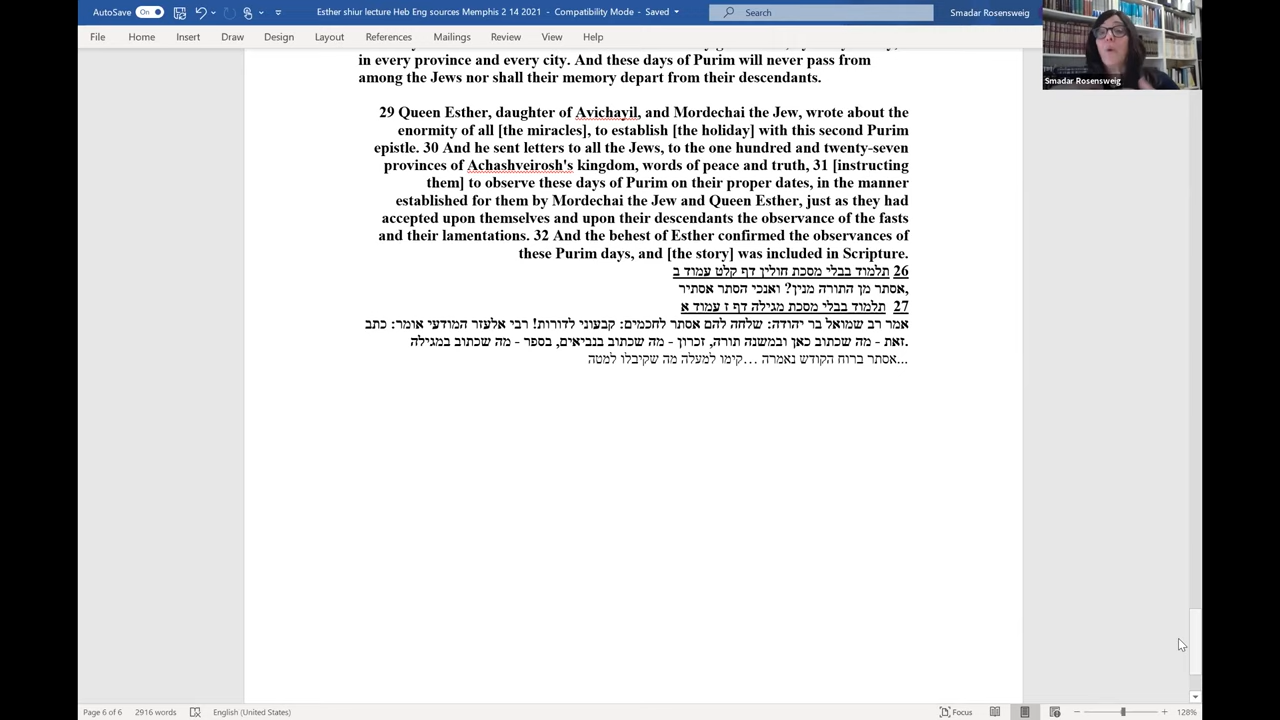 AutoSave On Esther shiur lecture Heb Eng sources Memphis 2 14 2021 - Compatibility Mode - Saved Search Smadar Rosensweig
File Home Insert Draw Design Layout References Mailings Review View Help
Smadar Rosensweig
in every province and every city. And these days of Purim will never pass from
among the Jews nor shall their memory depart from their descendants.
29 Queen Esther, daughter of Avichayil, and Mordechai the Jew, wrote about the
enormity of all [the miracles], to establish [the holiday] with this second Purim
epistle. 30 And he sent letters to all the Jews, to the one hundred and twenty-seven
provinces of Achashveirosh's kingdom, words of peace and truth, 31 [instructing
them] to observe these days of Purim on their proper dates, in the manner
established for them by Mordechai the Jew and Queen Esther, just as they had
accepted upon themselves and upon their descendants the observance of the fasts
and their lamentations. 32 And the behest of Esther confirmed the observances of
these Purim days, and [the story] was included in Scripture.
26 תלמוד בבלי מסכת חולין דף קלט עמוד ב
אסתר מן התורה מנין? ואנכי הסתר אסתיר,
27 תלמוד בבלי מסכת מגילה דף ז עמוד א
אמר רב שמואל בר יהודה: שלחה להם אסתר לחכמים: קבעוני לדורות! רבי אלעזר המודעי אומר: כתב
זאת - מה שכתוב כאן ובמשנה תורה, זכרון - מה שכתוב בנביאים, בספר - מה שכתוב במגילה.
...אסתר ברוח הקודש נאמרה ...קימו למעלה מה שקיבלו למטה
Page 6 of 6 2916 words English (United States) Focus 128%